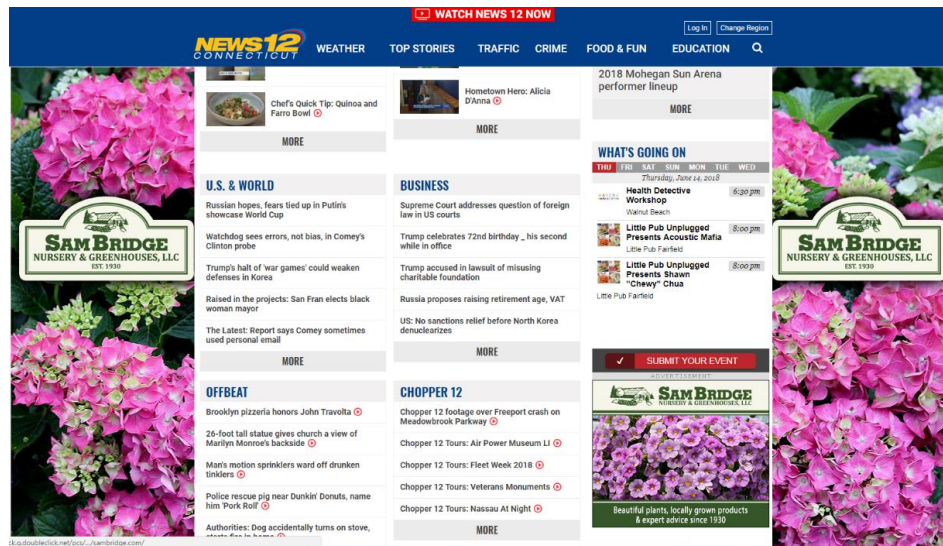 WATCH NEWS 12 NOW
Log In
Change Region
NEWS 12
CONNECTICUT
WEATHER
TOP STORIES
TRAFFIC
CRIME
FOOD & FUN
EDUCATION
Chef's Quick Tip: Quinoa and
Farro Bowl
MORE
Hometown Hero: Alicia
D'Anna
MORE
2018 Mohegan Sun Arena
performer lineup
MORE
SAM BRIDGE
NURSERY & GREENHOUSES, LLC
EST. 1930
U.S. & WORLD
Russian hopes, fears tied up in Putin's
showcase World Cup
Watchdog sees errors, not bias, in Comey's
Clinton probe
Trump's halt of 'war games' could weaken
defenses in Korea
Raised in the projects: San Fran elects black
woman mayor
The Latest: Report says Comey sometimes
used personal email
MORE
BUSINESS
Supreme Court addresses question of foreign
law in US courts
Trump celebrates 72nd birthday _ his second
while in office
Trump accused in lawsuit of misusing
charitable foundation
Russia proposes raising retirement age, VAT
US: No sanctions relief before North Korea
denuclearizes
MORE
WHAT'S GOING ON
THU FRI SAT SUN MON TUE WED
Thursday, June 14, 2018
Health Detective 6:30 pm
Workshop
Walnut Beach
Little Pub Unplugged 8:00 pm
Presents Acoustic Mafia
Little Pub Fairfield
Little Pub Unplugged 8:00 pm
Presents Shawn
"Chewy" Chua
Little Pub Fairfield
SUBMIT YOUR EVENT
ADVERTISEMENT
SAM BRIDGE
NURSERY & GREENHOUSES, LLC
Beautiful plants, locally grown products
& expert advice since 1930
SAM BRIDGE
NURSERY & GREENHOUSES, LLC
EST. 1930
OFFBEAT
Brooklyn pizzeria honors John Travolta
26-foot tall statue gives church a view of
Marilyn Monroe's backside
Man's motion sprinklers ward off drunken
tinklers
Police rescue pig near Dunkin' Donuts, name
him 'Pork Roll'
Authorities: Dog accidentally turns on stove,
starts fire in home
CHOPPER 12
Chopper 12 footage over Freeport crash on
Meadowbrook Parkway
Chopper 12 Tours: Air Power Museum LI
Chopper 12 Tours: Fleet Week 2018
Chopper 12 Tours: Veterans Monuments
Chopper 12 Tours: Nassau At Night
MORE
ck.g.doubleclick.net/pcs/.../sambridge.com/